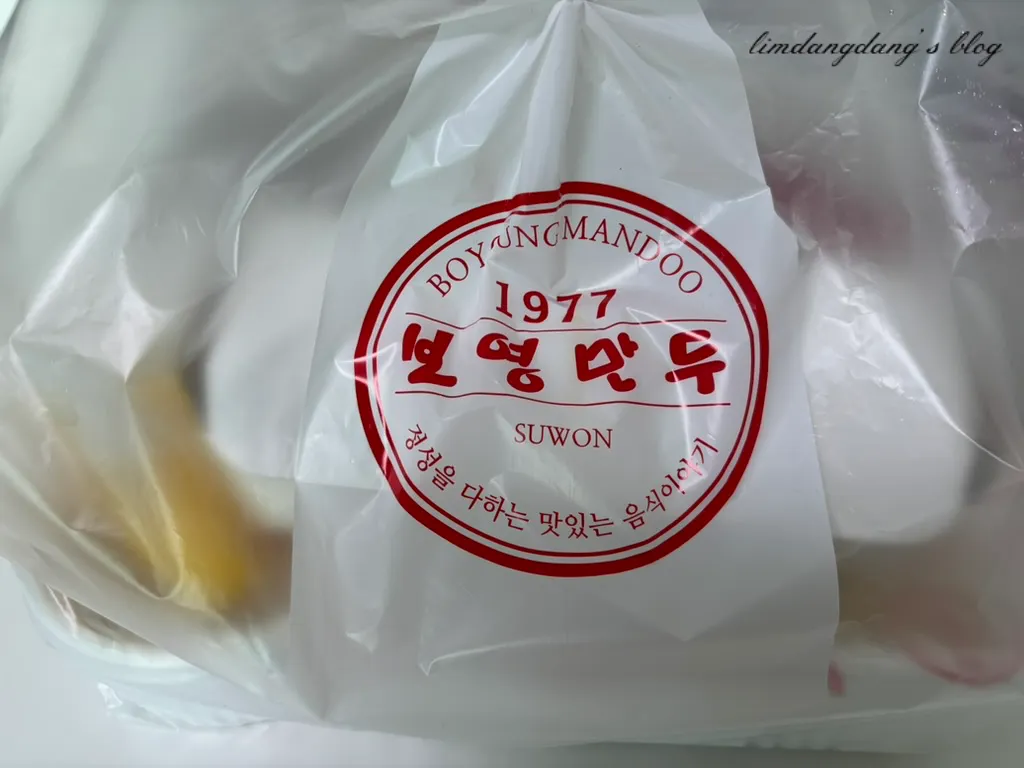 limdangdang's blog
BOYOUNGMANDOO
1977
보영만두
SUWON
정성을 다하는 맛있는 음식이야기